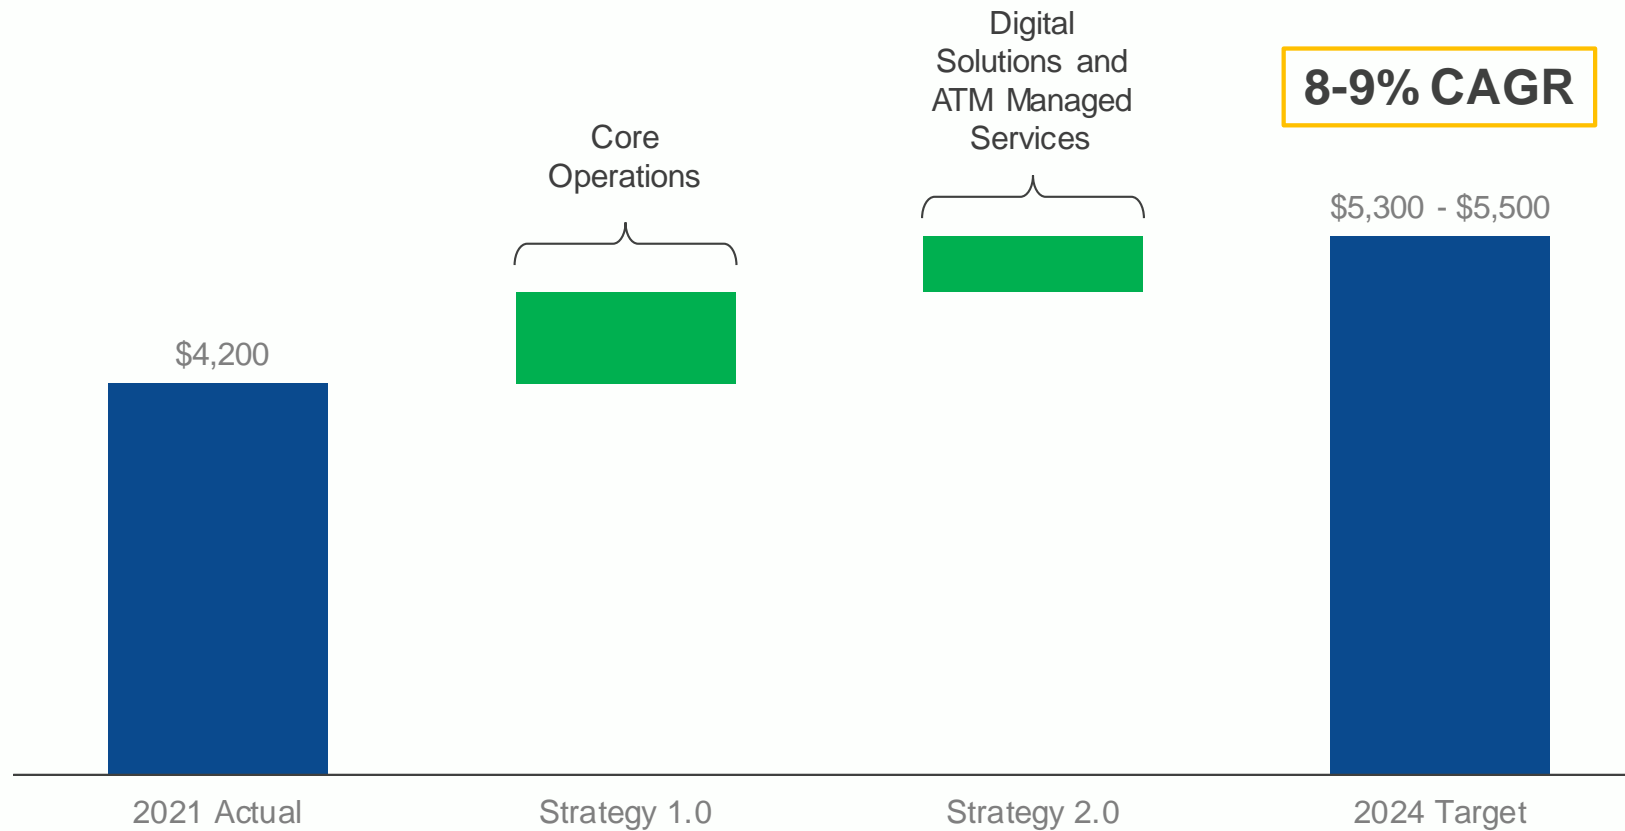 Digital
Solutions and
ATM Managed
Services
8-9% CAGR
Core
Operations
$5,300 - $5,500
$4,200
2021 Actual
Strategy 1.0
Strategy 2.0
2024 Target